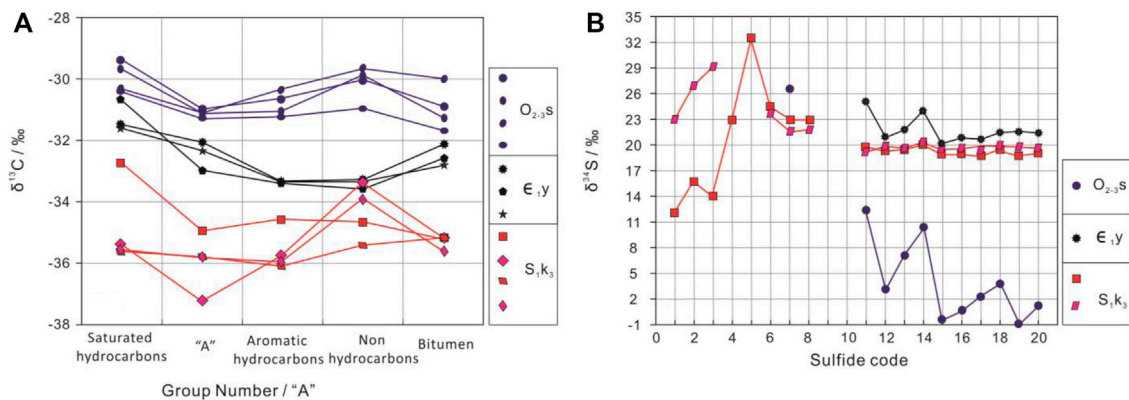 A
-28
-30
-32
-34
-36
-38
δ¹³C / ‰
Saturated hydrocarbons
"A"
Aromatic hydrocarbons
Non hydrocarbons
Bitumen
Group Number / "A"
O₂₋₃s
Є₁y
S₁k₃
B
35
32
29
26
23
20
17
14
11
8
5
2
-1
δ³⁴S / ‰
0 2 4 6 8 10 12 14 16 18 20
Sulfide code
O₂₋₃s
Є₁y
S₁k₃